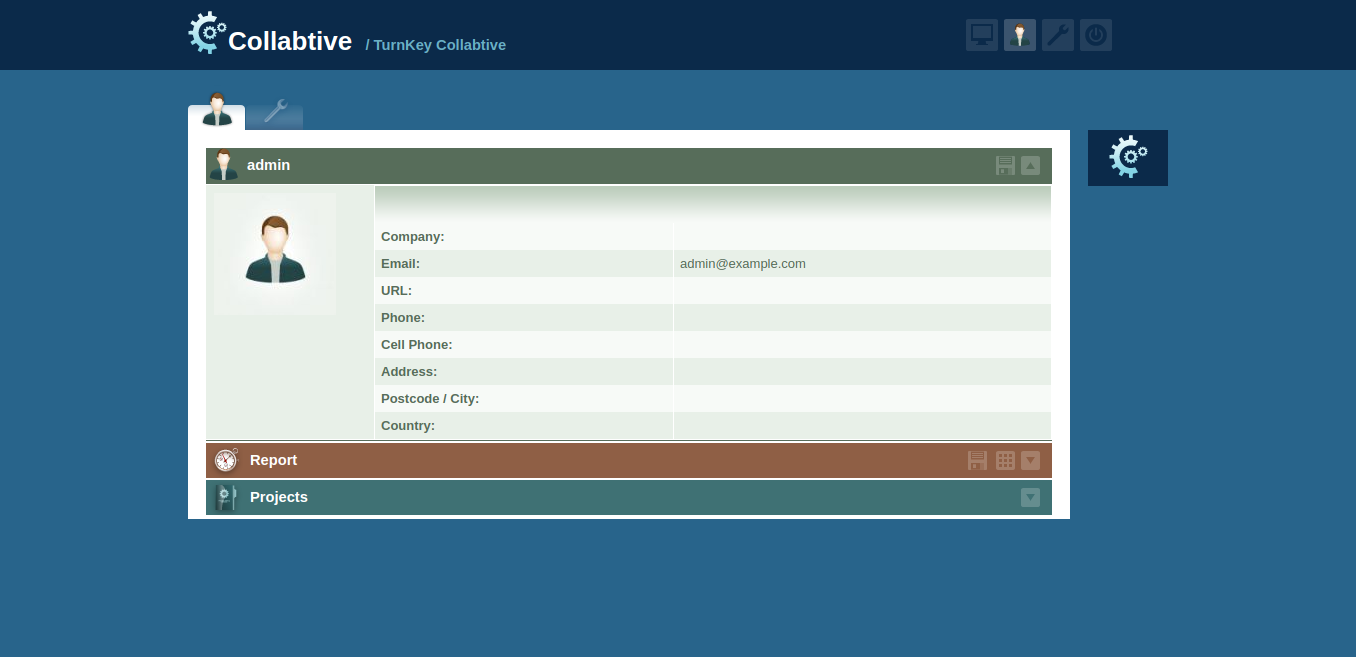 Collabtive / TurnKey Collabtive
admin
Company:
Email: admin@example.com
URL:
Phone:
Cell Phone:
Address:
Postcode / City:
Country:
Report
Projects